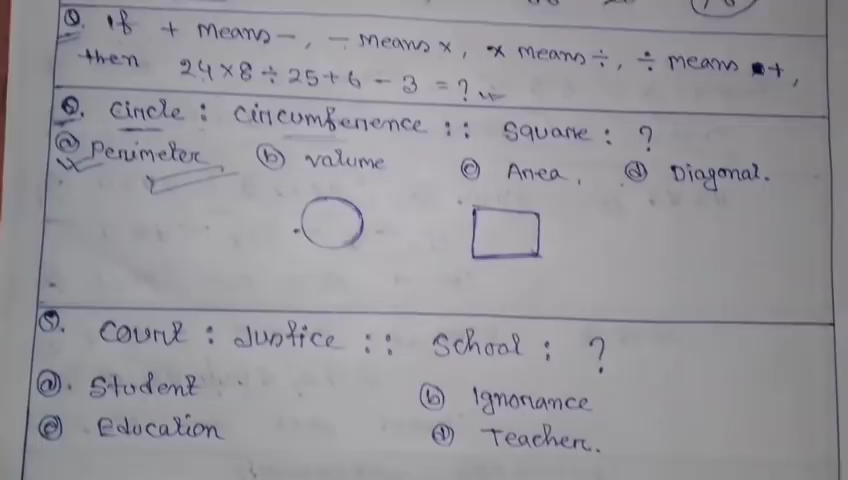 Q. If + means -, - means x, x means ÷, ÷ means +,
then 24 x 8 ÷ 25 + 6 - 3 = ?
Q. Circle : Circumference :: Square : ?
(a) Perimeter (b) Valume (c) Area. (d) Diagonal.
Q. Court : Justice :: School : ?
(a). Student (b) Ignorance
(c) Education (d) Teacher.